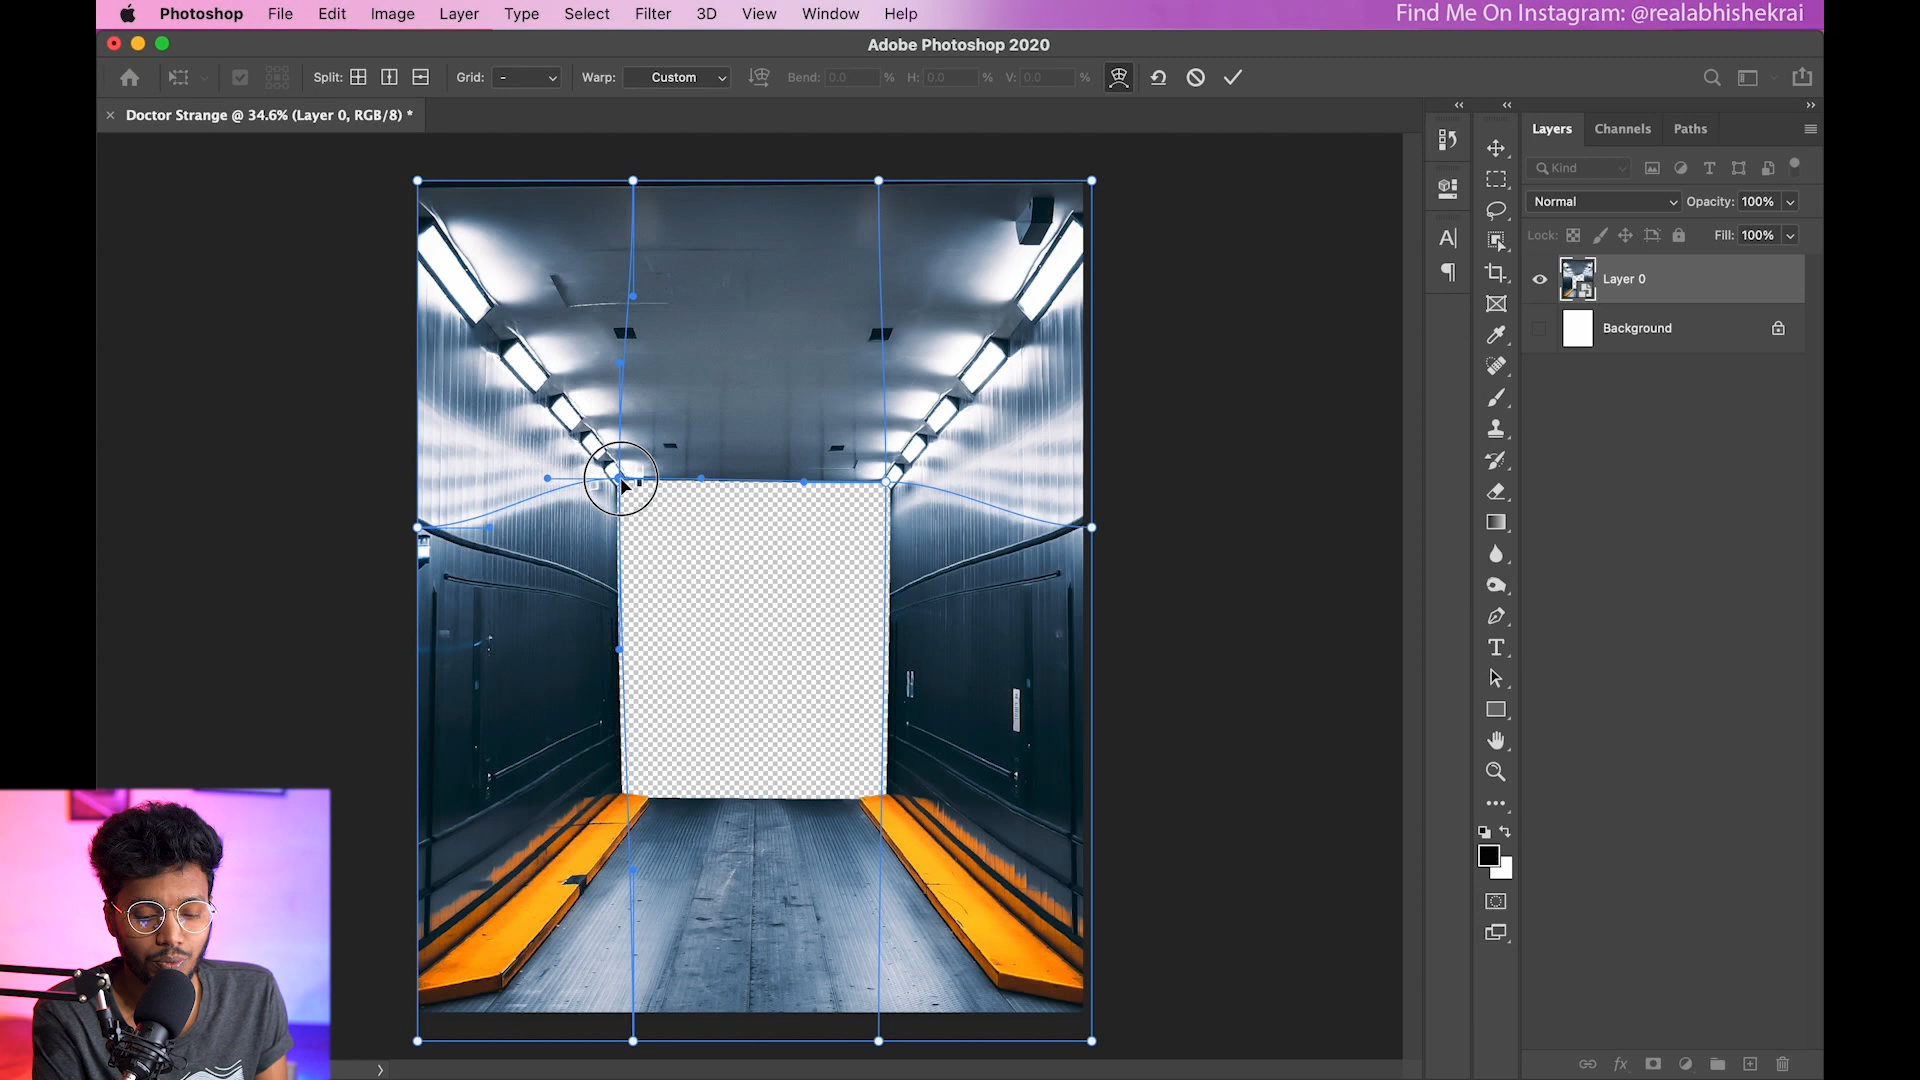 Photoshop File Edit Image Layer Type Select Filter 3D View Window Help
Find Me On Instagram: @realabhishekrai
Adobe Photoshop 2020
Split: Grid: - Warp: Custom Bend: 0.0 % H: 0.0 % V: 0.0 %
Doctor Strange @ 34.6% (Layer 0, RGB/8) *
Layers Channels Paths
Kind
Normal Opacity: 100%
Lock: Fill: 100%
Layer 0
Background